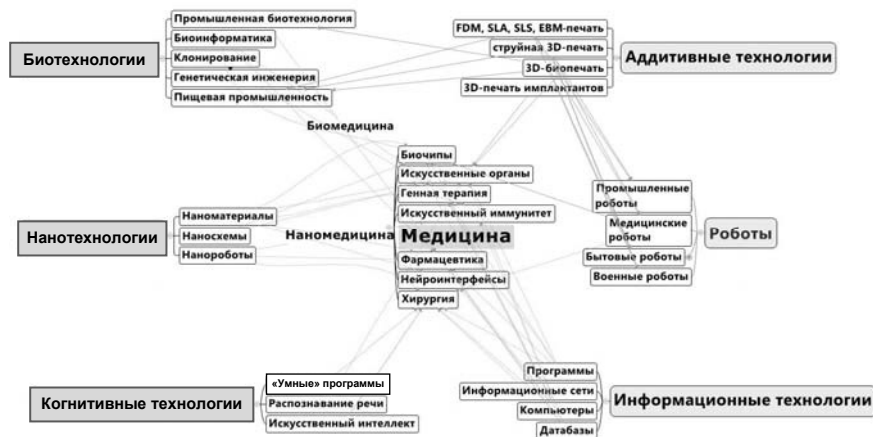 Биотехнологии
Промышленная биотехнология
Биоинформатика
Клонирование
Генетическая инженерия
Пищевая промышленность
FDM, SLA, SLS, EBM-печать
струйная 3D-печать
3D-биопечать
3D-печать имплантантов
Аддитивные технологии
Биомедицина
Биочипы
Искусственные органы
Генная терапия
Искусственный иммунитет
Наномедицина
Медицина
Фармацевтика
Нейроинтерфейсы
Хирургия
Нанотехнологии
Наноматериалы
Наносхемы
Нанороботы
Промышленные
роботы
Медицинские
роботы
Бытовые роботы
Военные роботы
Роботы
Когнитивные технологии
«Умные» программы
Распознавание речи
Искусственный интеллект
Программы
Информационные сети
Компьютеры
Датабазы
Информационные технологии